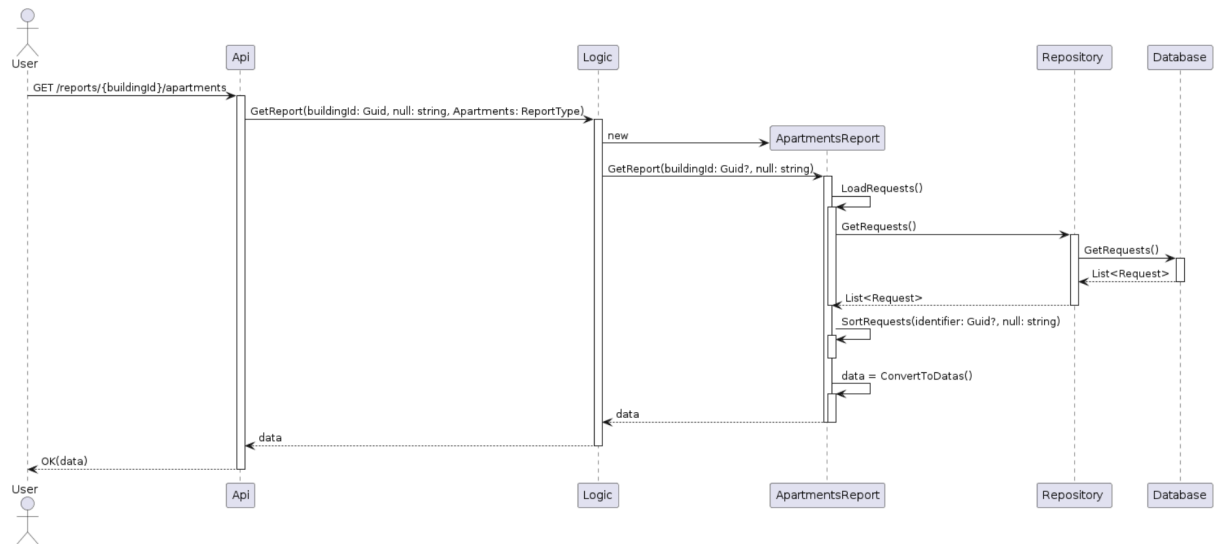 User
Api
Logic
Repository
Database
GET /reports/{buildingId}/apartments
GetReport(buildingId: Guid, null: string, Apartments: ReportType)
new
ApartmentsReport
GetReport(buildingId: Guid?, null: string)
LoadRequests()
GetRequests()
GetRequests()
List<Request>
List<Request>
SortRequests(identifier: Guid?, null: string)
data = ConvertToDatas()
data
data
OK(data)
User
Api
Logic
ApartmentsReport
Repository
Database